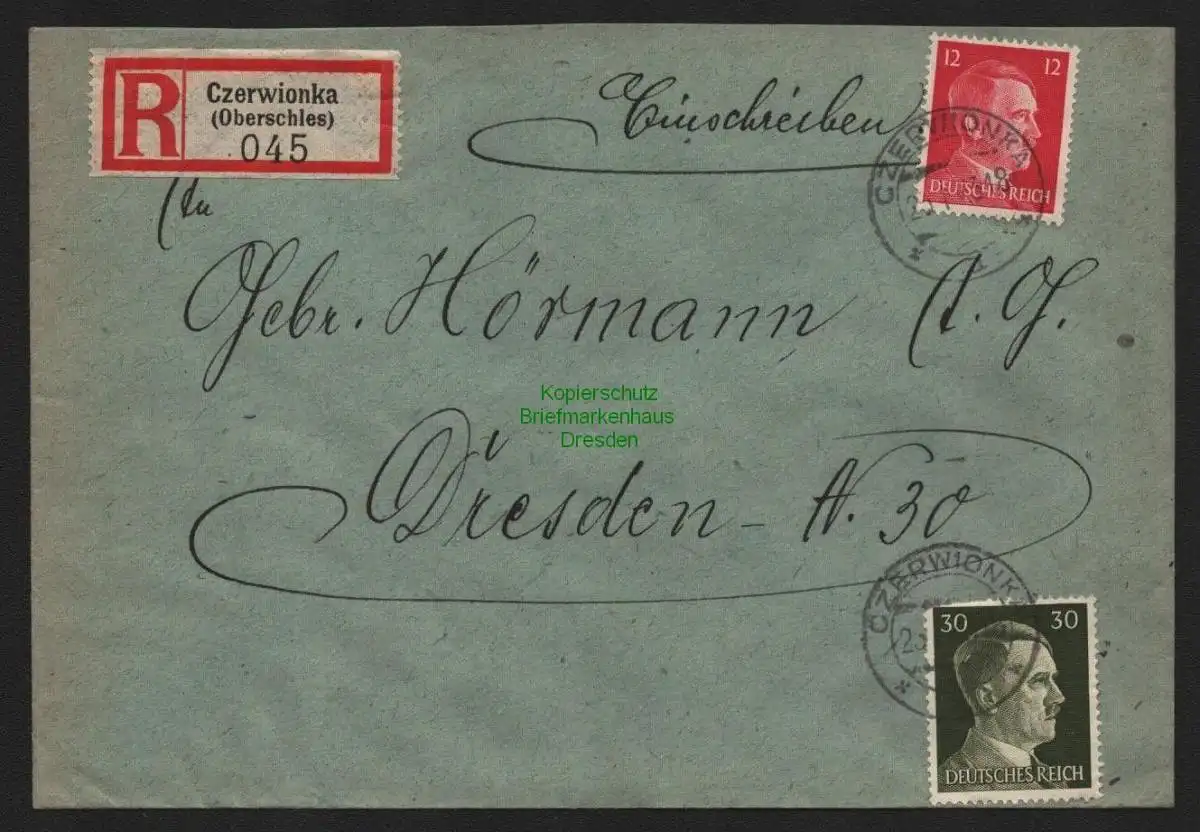 R
Czerwionka
(Oberschles)
045
Einschreiben
12 12
DEUTSCHES REICH
CZERWIONKA
An
Gebr. Hörmann A. G.
Kopierschutz
Briefmarkenhaus
Dresden
Dresden - N. 30
CZERWIONKA
30 30
DEUTSCHES REICH